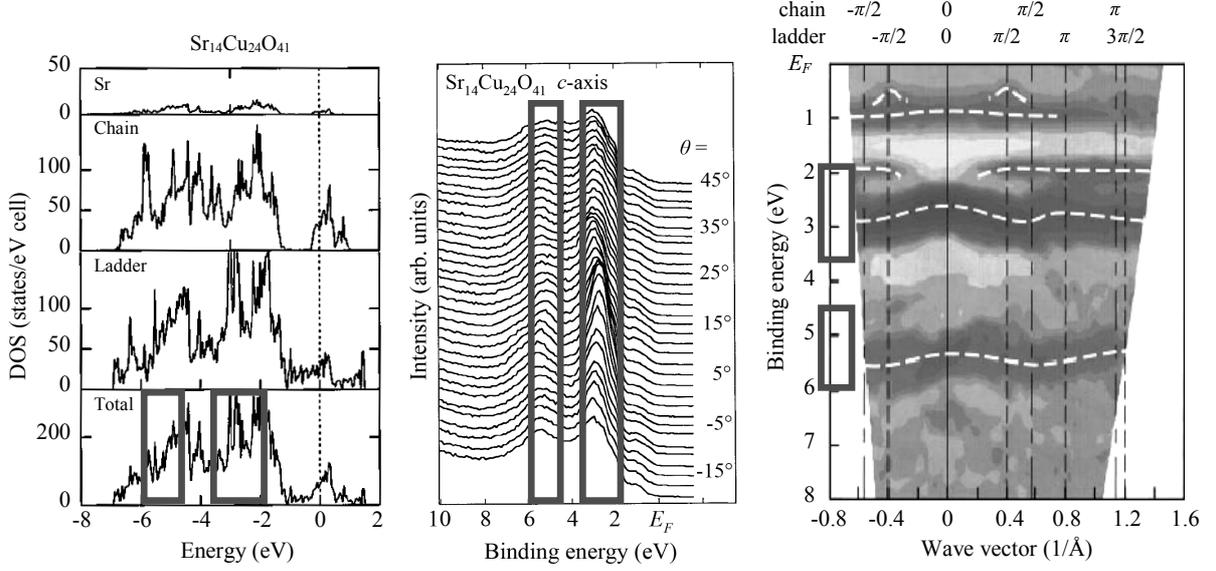 Sr14Cu24O41
50
Sr
0
Chain
100
50
0
Ladder
100
50
0
Total
200
0
-8 -6 -4 -2 0 2
DOS (states/eV cell)
Energy (eV)
Sr14Cu24O41 c-axis
θ =
45°
35°
25°
15°
5°
-5°
-15°
10 8 6 4 2 EF
Intensity (arb. units)
Binding energy (eV)
chain -π/2 0 π/2 π
ladder -π/2 0 π/2 π 3π/2
EF
1
2
3
4
5
6
7
8
-0.8 -0.4 0 0.4 0.8 1.2 1.6
Binding energy (eV)
Wave vector (1/Å)